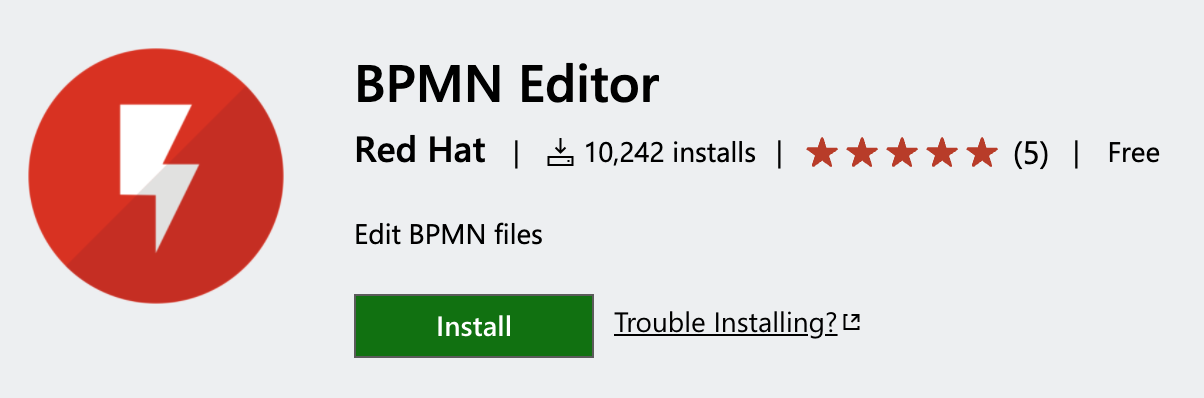 BPMN Editor
Red Hat | 10,242 installs | (5) | Free
Edit BPMN files
Install Trouble Installing?